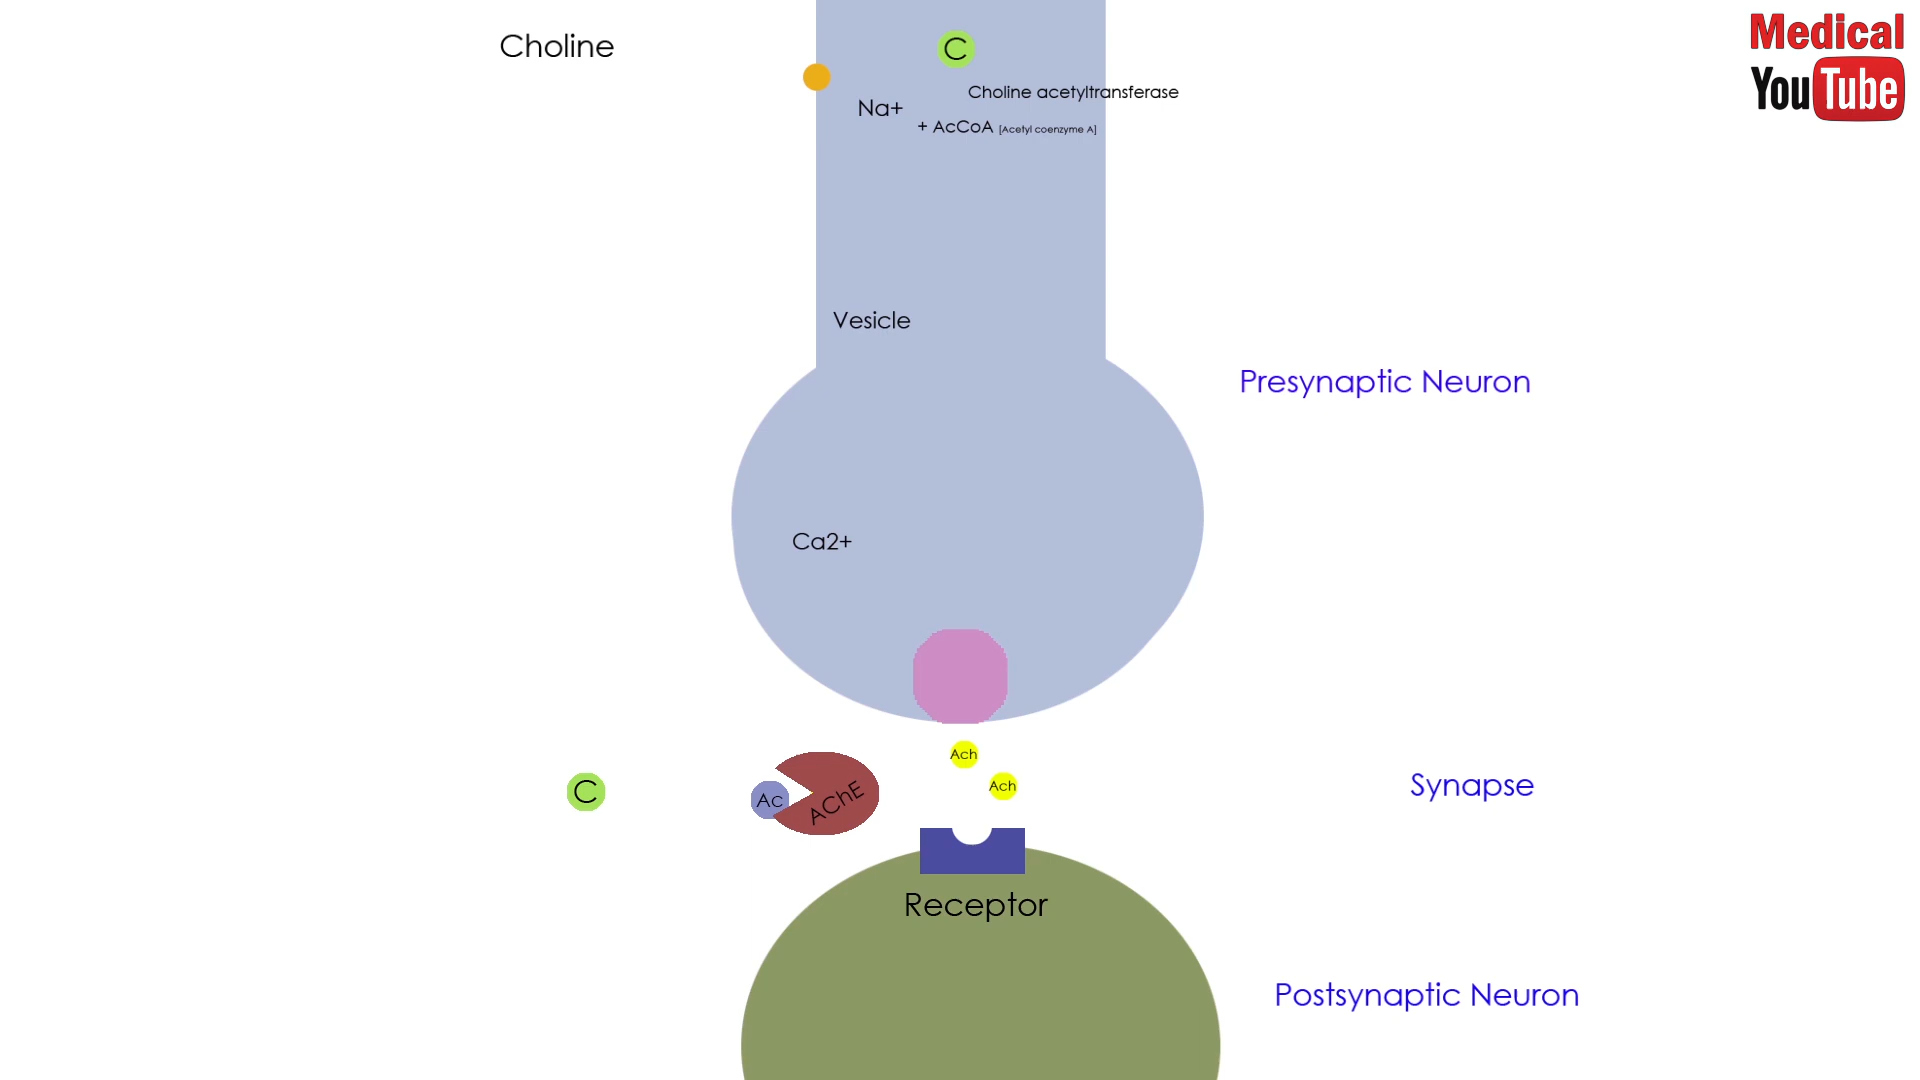 Medical
YouTube
Choline
C
Choline acetyltransferase
Na+
+ AcCoA [Acetyl coenzyme A]
Vesicle
Presynaptic Neuron
Ca2+
Ach
Ach
C
Ac
AChE
Synapse
Receptor
Postsynaptic Neuron